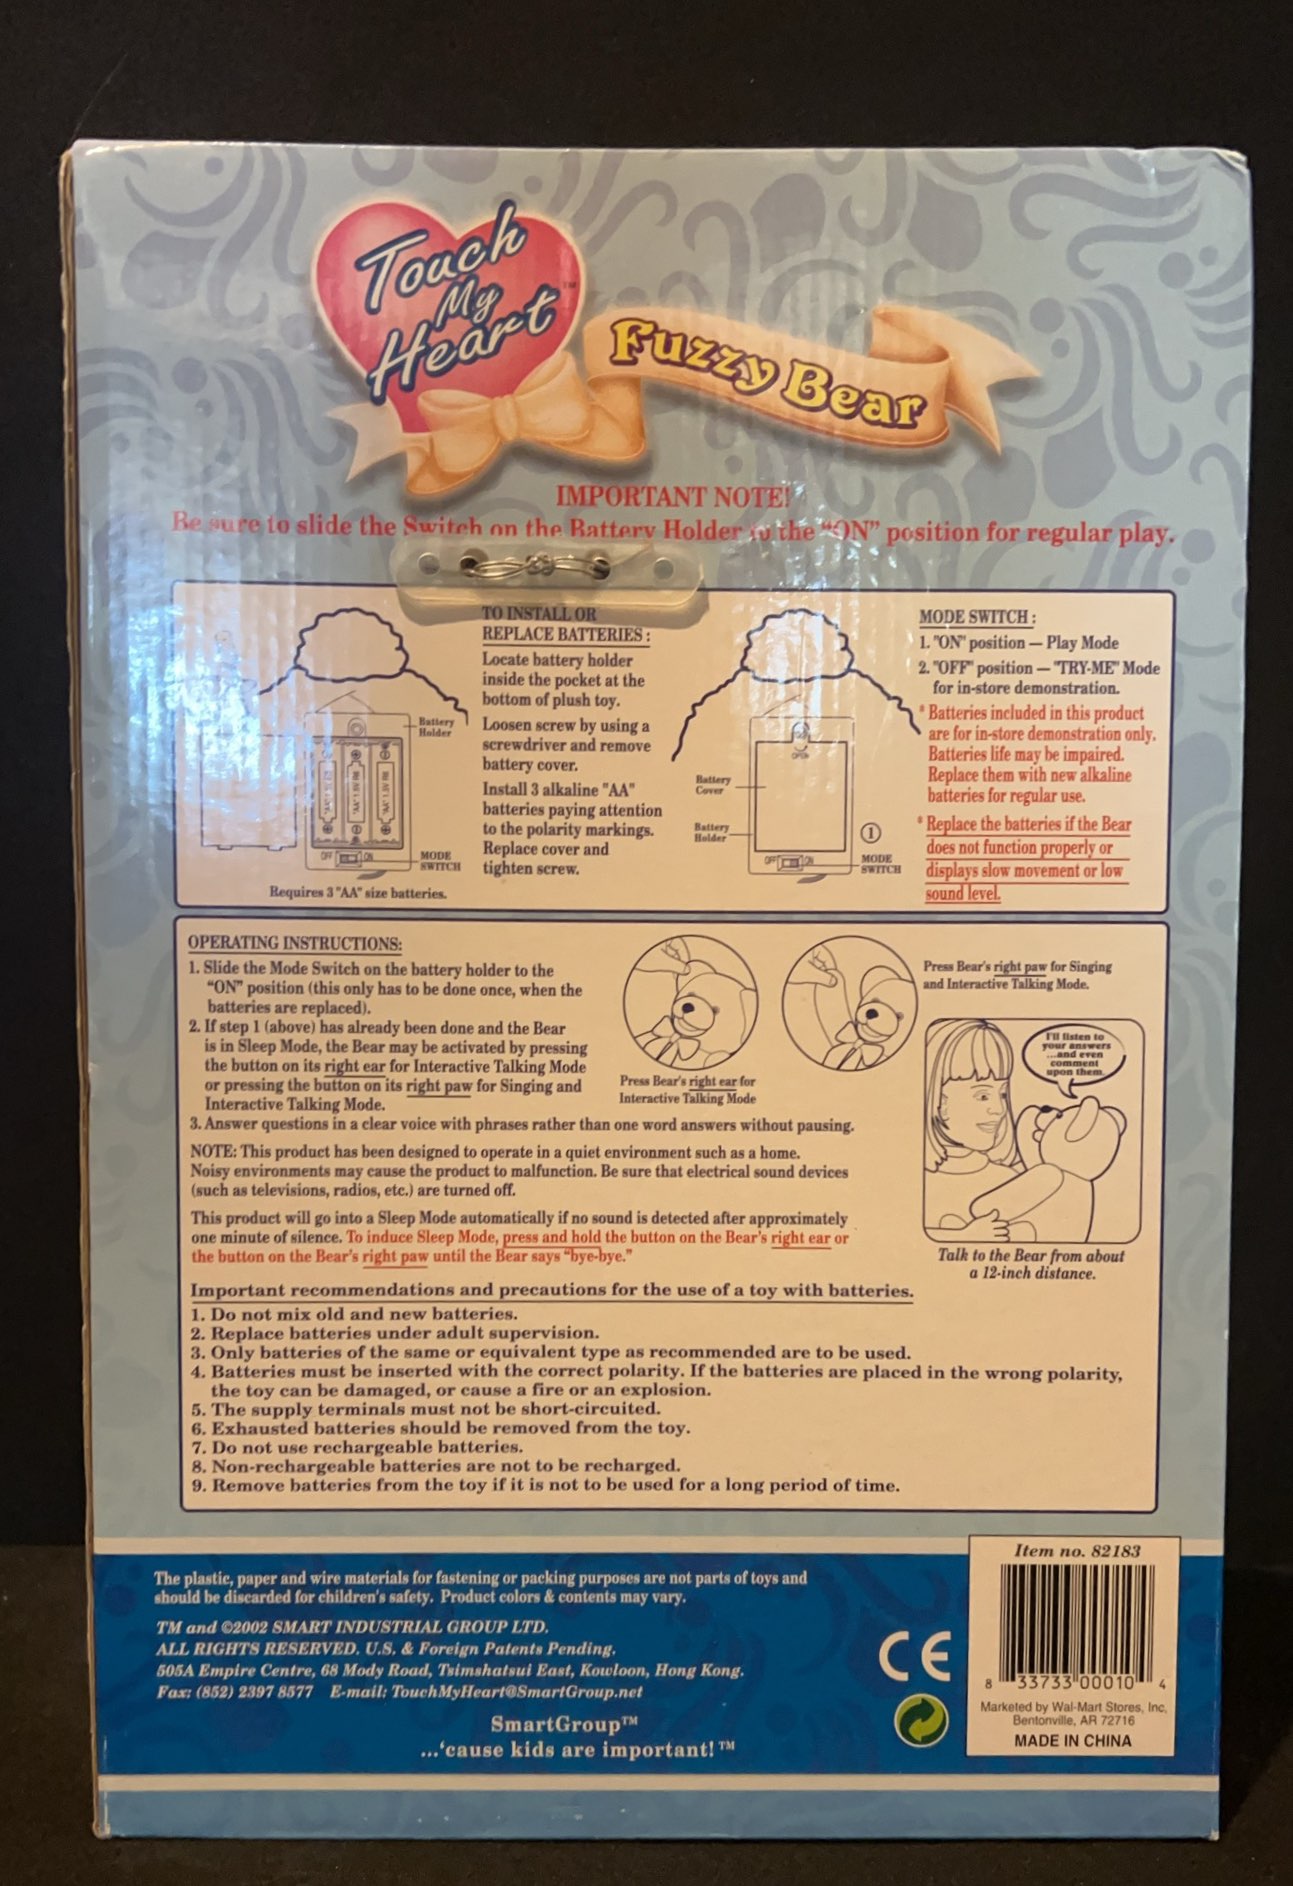 Touch
My
Heart™
Fuzzy Bear
IMPORTANT NOTE!
Be sure to slide the Switch on the Battery Holder to the "ON" position for regular play.
Battery
Holder
"AA" 1.5V R6
"AA" 1.5V R6
"AA" 1.5V R6
OFF ON
MODE
SWITCH
Requires 3 "AA" size batteries.
TO INSTALL OR
REPLACE BATTERIES :
Locate battery holder
inside the pocket at the
bottom of plush toy.
Loosen screw by using a
screwdriver and remove
battery cover.
Install 3 alkaline "AA"
batteries paying attention
to the polarity markings.
Replace cover and
tighten screw.
OPEN
Battery
Cover
Battery
Holder
1
OFF ON
MODE
SWITCH
MODE SWITCH :
1. "ON" position — Play Mode
2. "OFF" position — "TRY-ME" Mode
for in-store demonstration.
* Batteries included in this product
are for in-store demonstration only.
Batteries life may be impaired.
Replace them with new alkaline
batteries for regular use.
* Replace the batteries if the Bear
does not function properly or
displays slow movement or low
sound level.
OPERATING INSTRUCTIONS:
1. Slide the Mode Switch on the battery holder to the
"ON" position (this only has to be done once, when the
batteries are replaced).
2. If step 1 (above) has already been done and the Bear
is in Sleep Mode, the Bear may be activated by pressing
the button on its right ear for Interactive Talking Mode
or pressing the button on its right paw for Singing and
Interactive Talking Mode.
3. Answer questions in a clear voice with phrases rather than one word answers without pausing.
Press Bear's right ear for
Interactive Talking Mode
Press Bear's right paw for Singing
and Interactive Talking Mode.
I'll listen to
your answers
...and even
comment
upon them.
Talk to the Bear from about
a 12-inch distance.
NOTE: This product has been designed to operate in a quiet environment such as a home.
Noisy environments may cause the product to malfunction. Be sure that electrical sound devices
(such as televisions, radios, etc.) are turned off.
This product will go into a Sleep Mode automatically if no sound is detected after approximately
one minute of silence. To induce Sleep Mode, press and hold the button on the Bear's right ear or
the button on the Bear's right paw until the Bear says "bye-bye."
Important recommendations and precautions for the use of a toy with batteries.
1. Do not mix old and new batteries.
2. Replace batteries under adult supervision.
3. Only batteries of the same or equivalent type as recommended are to be used.
4. Batteries must be inserted with the correct polarity. If the batteries are placed in the wrong polarity,
the toy can be damaged, or cause a fire or an explosion.
5. The supply terminals must not be short-circuited.
6. Exhausted batteries should be removed from the toy.
7. Do not use rechargeable batteries.
8. Non-rechargeable batteries are not to be recharged.
9. Remove batteries from the toy if it is not to be used for a long period of time.
The plastic, paper and wire materials for fastening or packing purposes are not parts of toys and
should be discarded for children's safety. Product colors & contents may vary.
TM and ©2002 SMART INDUSTRIAL GROUP LTD.
ALL RIGHTS RESERVED. U.S. & Foreign Patents Pending.
505A Empire Centre, 68 Mody Road, Tsimshatsui East, Kowloon, Hong Kong.
Fax: (852) 2397 8577 E-mail: TouchMyHeart@SmartGroup.net
SmartGroup™
...'cause kids are important! ™
CE
Item no. 82183
8 33733 00010 4
Marketed by Wal-Mart Stores, Inc.
Bentonville, AR 72716
MADE IN CHINA